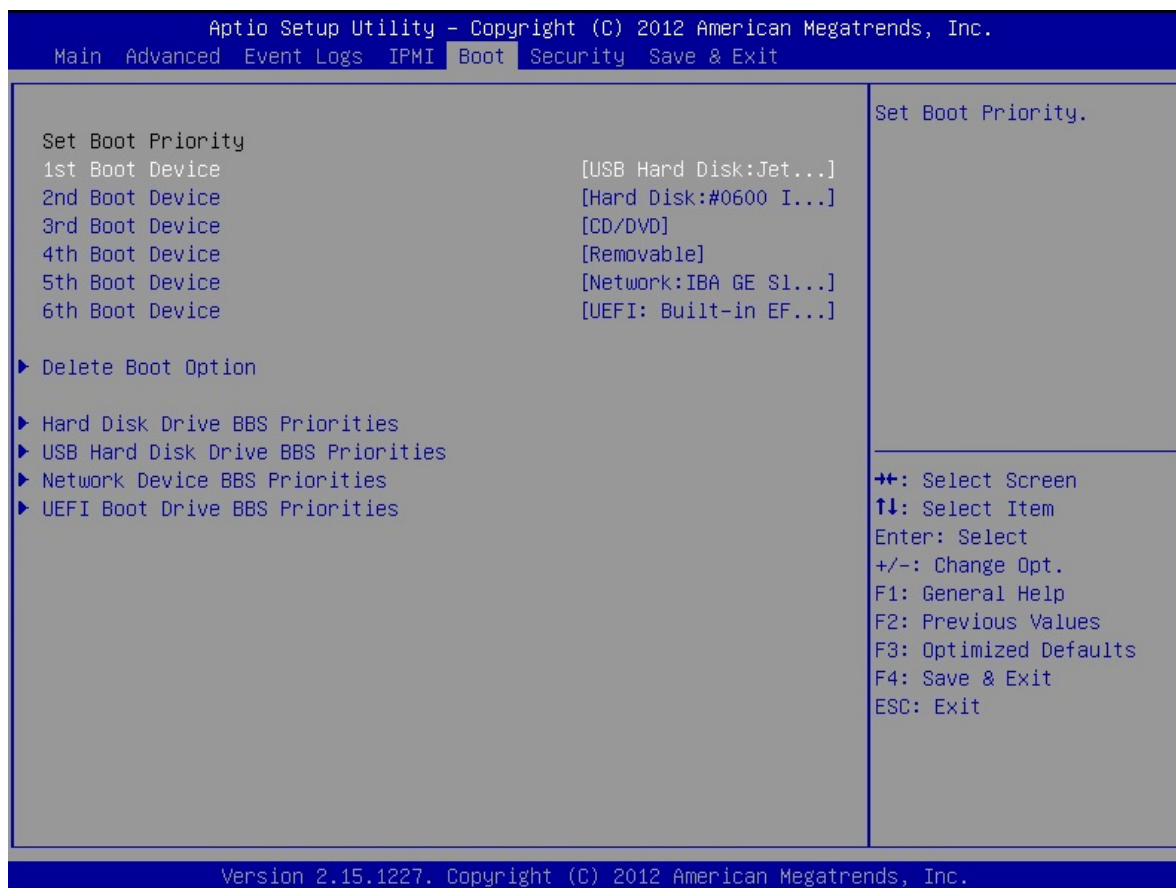 Aptio Setup Utility – Copyright (C) 2012 American Megatrends, Inc.
Main Advanced Event Logs IPMI Boot Security Save & Exit
Set Boot Priority
1st Boot Device [USB Hard Disk:Jet...]
2nd Boot Device [Hard Disk:#0600 I...]
3rd Boot Device [CD/DVD]
4th Boot Device [Removable]
5th Boot Device [Network:IBA GE Sl...]
6th Boot Device [UEFI: Built-in EF...]
▶ Delete Boot Option
▶ Hard Disk Drive BBS Priorities
▶ USB Hard Disk Drive BBS Priorities
▶ Network Device BBS Priorities
▶ UEFI Boot Drive BBS Priorities
Set Boot Priority.
→←: Select Screen
↑↓: Select Item
Enter: Select
+/-: Change Opt.
F1: General Help
F2: Previous Values
F3: Optimized Defaults
F4: Save & Exit
ESC: Exit
Version 2.15.1227. Copyright (C) 2012 American Megatrends, Inc.